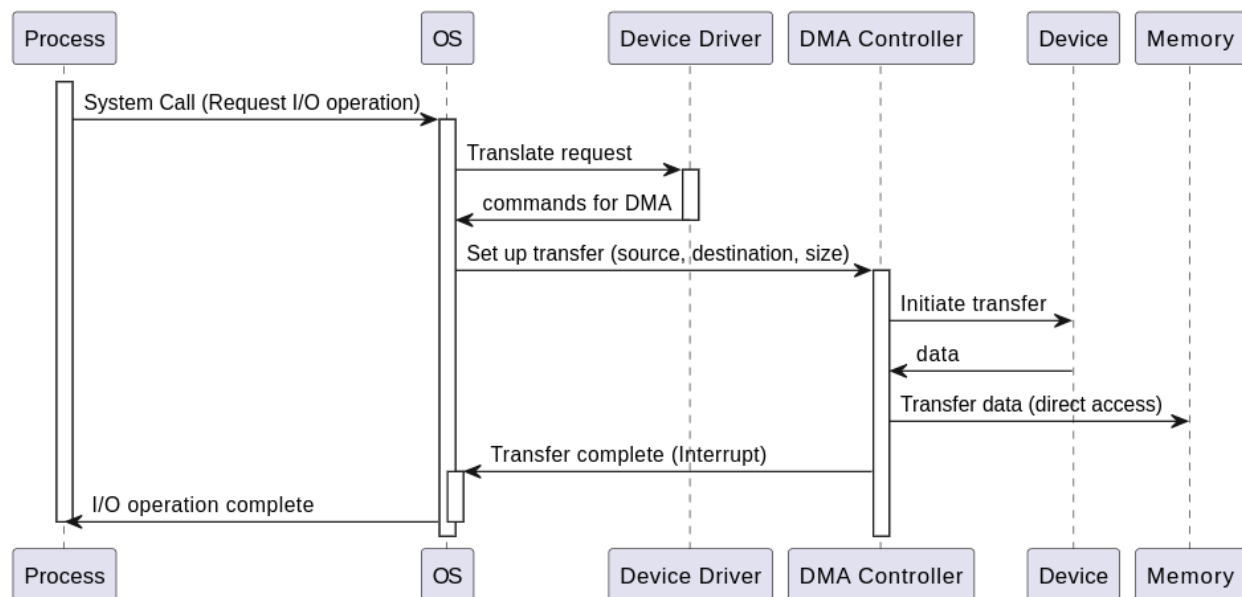 Process OS Device Driver DMA Controller Device Memory
System Call (Request I/O operation)
Translate request
commands for DMA
Set up transfer (source, destination, size)
Initiate transfer
data
Transfer data (direct access)
Transfer complete (Interrupt)
I/O operation complete
Process OS Device Driver DMA Controller Device Memory